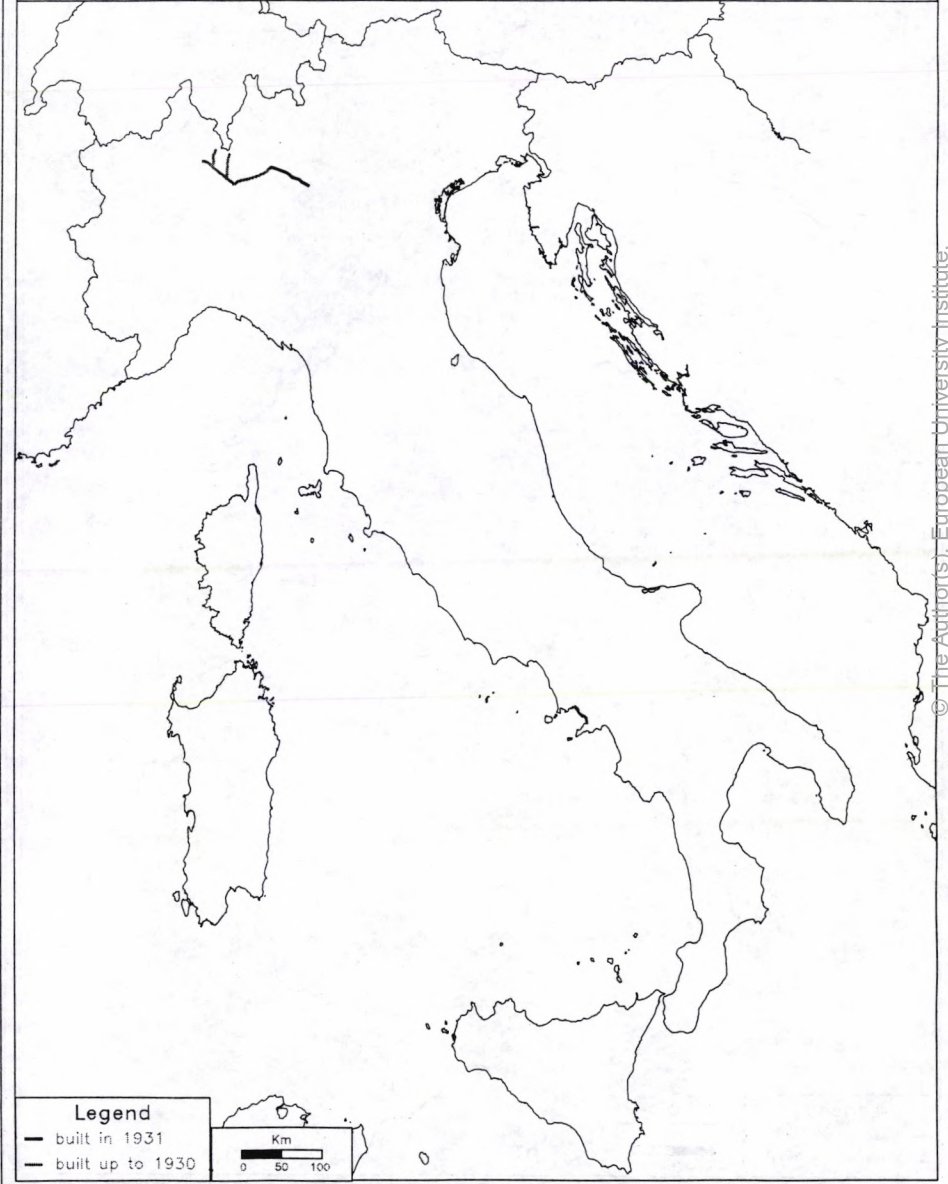 © The Author(s). European University Institute.
Legend
built in 1931
built up to 1930
Km
0 50 100